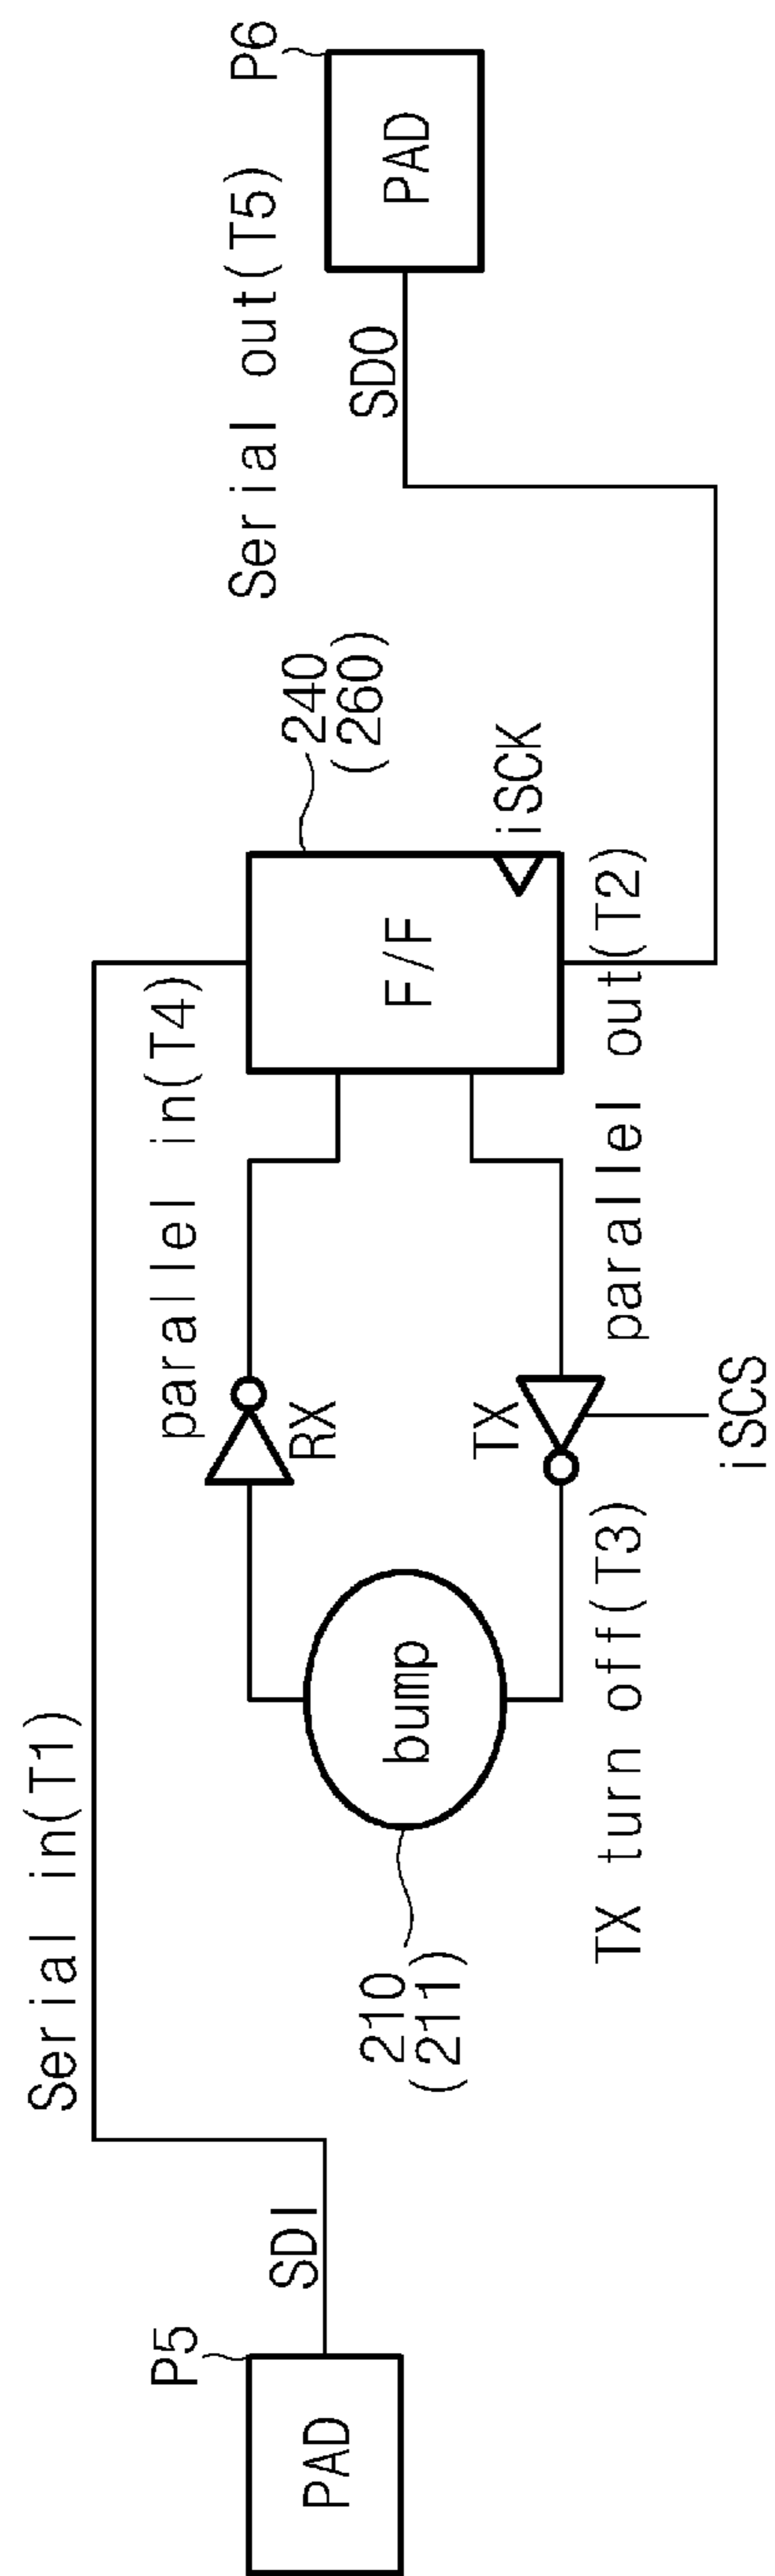 Serial in(T1)
P5
PAD
SDI
210
(211)
bump
RX
TX
TX turn off(T3)
iSCS
parallel in(T4)
parallel out(T2)
F/F
iSCK
240
(260)
Serial out(T5)
SDO
P6
PAD